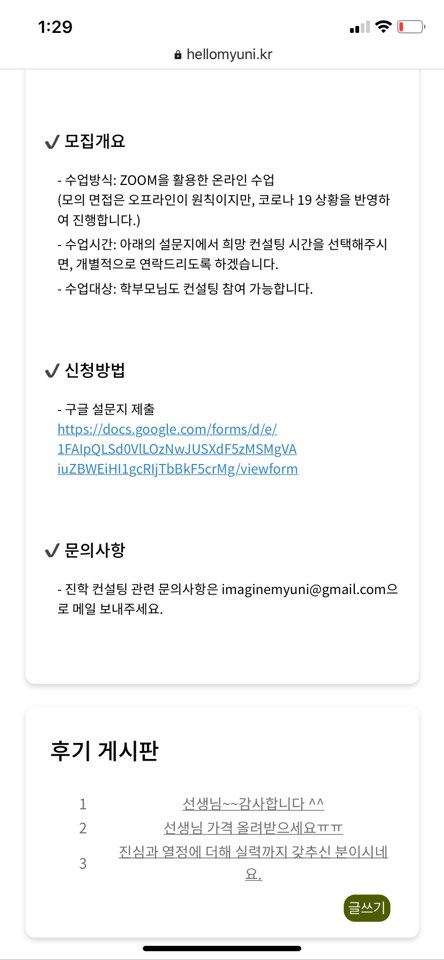 1:29
hellomyuni.kr
모집개요
- 수업방식: ZOOM을 활용한 온라인 수업
(모의 면접은 오프라인이 원칙이지만, 코로나 19 상황을 반영하
여 진행합니다.)
- 수업시간: 아래의 설문지에서 희망 컨설팅 시간을 선택해주시
면, 개별적으로 연락드리도록 하겠습니다.
- 수업대상: 학부모님도 컨설팅 참여 가능합니다.
신청방법
- 구글 설문지 제출
https://docs.google.com/forms/d/e/
1FAIpQLSd0VlLOzNwJUSXdF5zMSMgVA
iuZBWEiHI1gcRIjTbBkF5crMg/viewform
문의사항
- 진학 컨설팅 관련 문의사항은 imaginemyuni@gmail.com으
로 메일 보내주세요.
후기 게시판
1 선생님~~감사합니다 ^^
2 선생님 가격 올려받으세요ㅠㅠ
3 진심과 열정에 더해 실력까지 갖추신 분이시네
요.
글쓰기